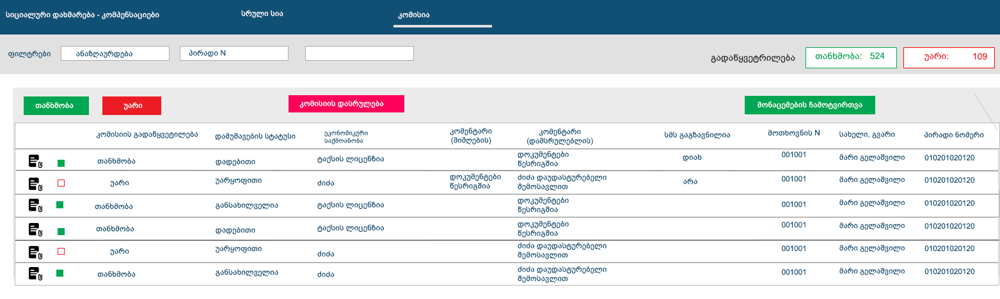 სიციალური დახმარება - კომპენსაციები სრული სია კომისია
ფილტრები ანაზღაურდება პირადი N გადაწყვეტრილება თანხმობა: 524 უარი: 109
თანხმობა უარი კომისიის დასრულება მონაცემების ჩამოტვირთვა
კომისიის გადაწყვეტილება დამუშავების სტატუსი ეკონომიკური საქმოანობა კომენტარი (მიმღების) კომენტარი (დამსრულებლის) სმს გაგზავნილია მოთხოვნის N სახელი, გვარი პირადი ნომერი
თანხმობა დადებითი ტაქსის ლიცენზია დოკუმენტები წესრიგშია დიახ 001001 მარი გელაშვილი 010201020120
უარი უარყოფითი ძიძა დოკუმენტები წესრიგშია ძიძა დაუდასტურებელი შემოსავლით არა 001001 მარი გელაშვილი 010201020120
თანხმობა განსახილველია ტაქსის ლიცენზია დოკუმენტები წესრიგშია 001001 მარი გელაშვილი 010201020120
თანხმობა დადებითი ტაქსის ლიცენზია დოკუმენტები წესრიგშია 001001 მარი გელაშვილი 010201020120
უარი უარყოფითი ძიძა ძიძა დაუდასტურებელი შემოსავლით 001001 მარი გელაშვილი 010201020120
თანხმობა განსახილველია ძიძა ძიძა დაუდასტურებელი შემოსავლით 001001 მარი გელაშვილი 010201020120